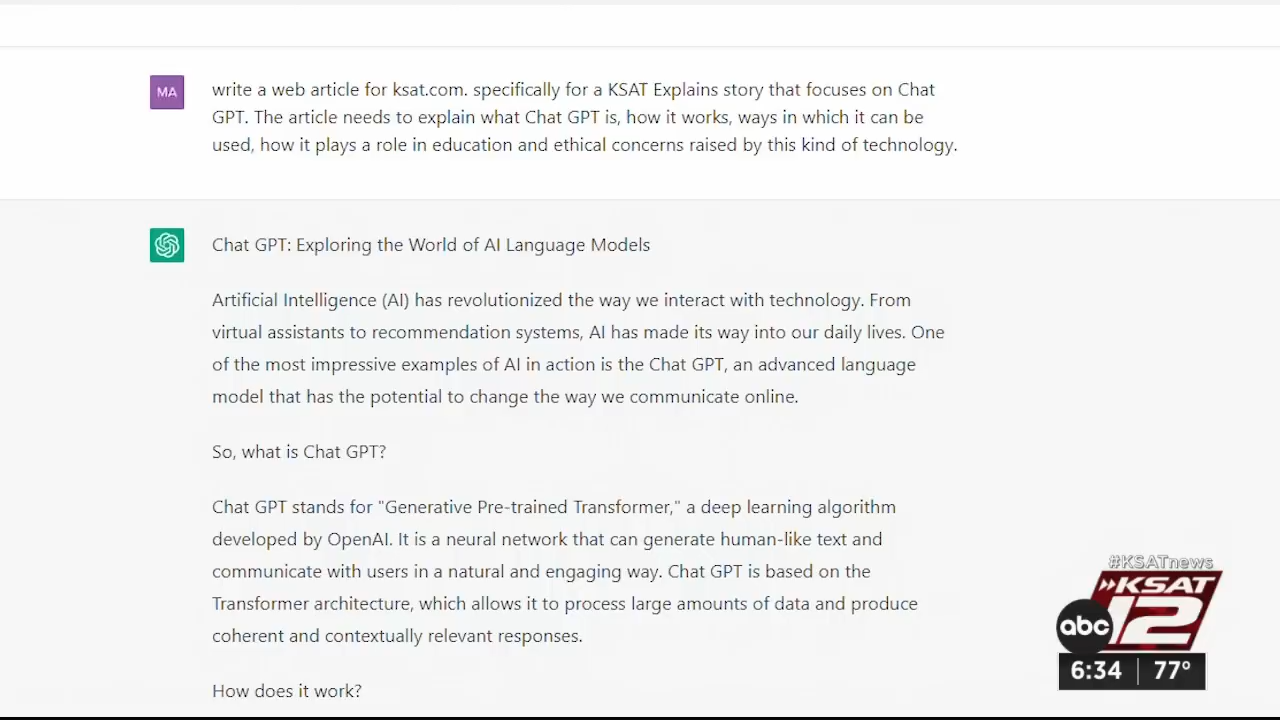 MA
write a web article for ksat.com. specifically for a KSAT Explains story that focuses on Chat
GPT. The article needs to explain what Chat GPT is, how it works, ways in which it can be
used, how it plays a role in education and ethical concerns raised by this kind of technology.
Chat GPT: Exploring the World of AI Language Models
Artificial Intelligence (AI) has revolutionized the way we interact with technology. From
virtual assistants to recommendation systems, AI has made its way into our daily lives. One
of the most impressive examples of AI in action is the Chat GPT, an advanced language
model that has the potential to change the way we communicate online.
So, what is Chat GPT?
Chat GPT stands for "Generative Pre-trained Transformer," a deep learning algorithm
developed by OpenAI. It is a neural network that can generate human-like text and
communicate with users in a natural and engaging way. Chat GPT is based on the
Transformer architecture, which allows it to process large amounts of data and produce
coherent and contextually relevant responses.
How does it work?
#KSATnews
KSAT
abc 12
6:34 77°